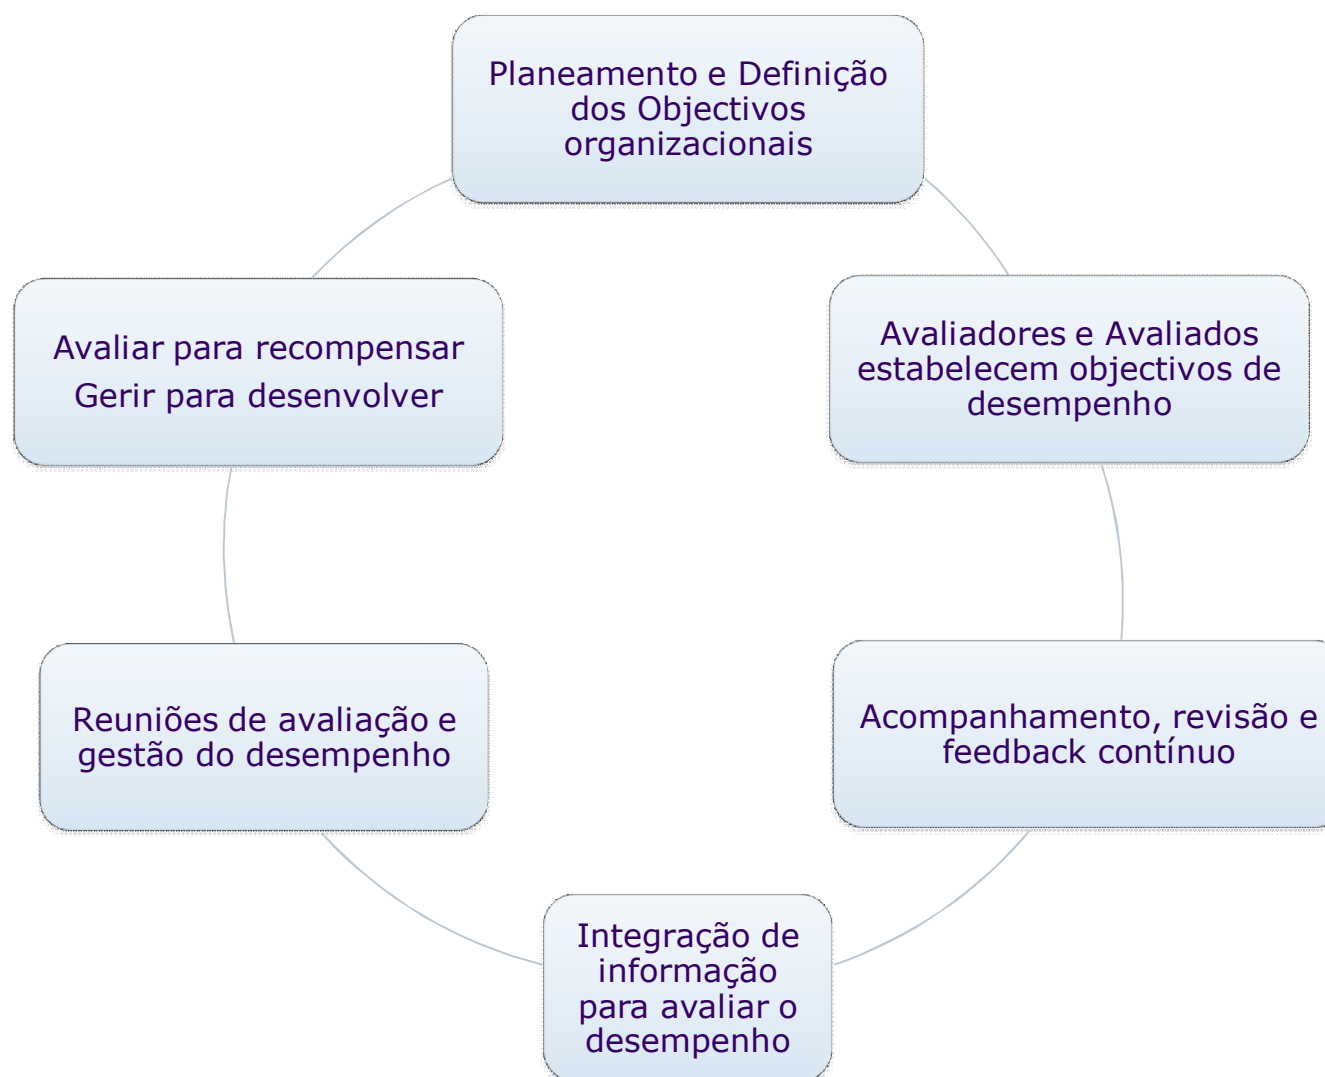 Planeamento e Definição
dos Objectivos
organizacionais
Avaliar para recompensar
Gerir para desenvolver
Avaliadores e Avaliados
estabelecem objectivos de
desempenho
Reuniões de avaliação e
gestão do desempenho
Acompanhamento, revisão e
feedback contínuo
Integração de
informação
para avaliar o
desempenho